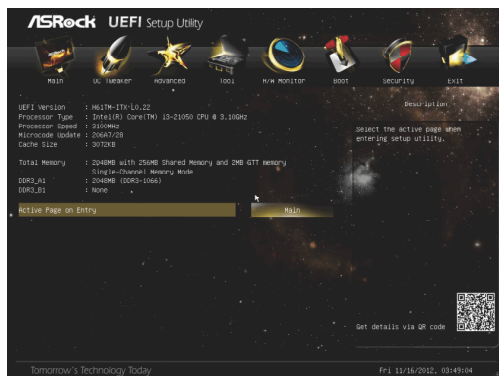 ASRock UEFI Setup Utility
Main OC Tweaker Advanced Tool H/W Monitor Boot Security Exit
UEFI Version : H61TM-ITX L0.22
Processor Type : Intel(R) Core(TM) i3-21050 CPU @ 3.10GHz
Processor Speed : 3100MHz
Microcode Update : 206A7/28
Cache Size : 3072KB
Total Memory : 2048MB with 256MB Shared Memory and 2MB GTT memory
Single-Channel Memory Mode
DDR3_A1 : 2048MB (DDR3-1066)
DDR3_B1 : None
Active Page on Entry Main
Description
Select the active page when
entering setup utility.
Get details via QR code
Tomorrow's Technology Today
Fri 11/16/2012, 03:49:04